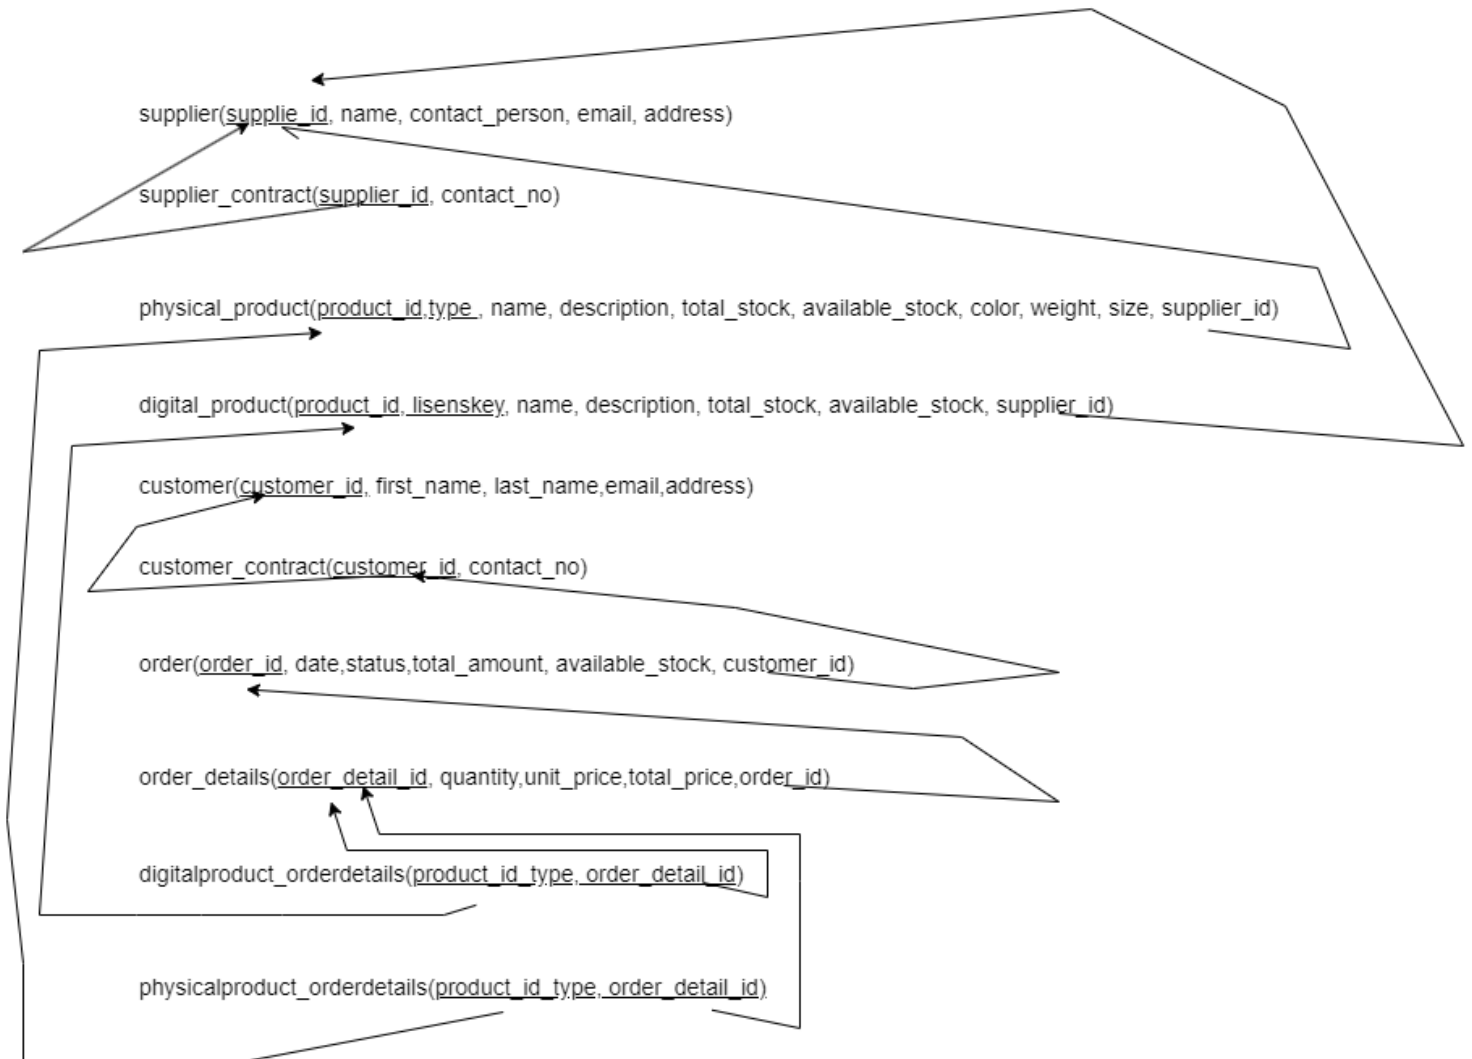 supplier(supplie_id, name, contact_person, email, address)
supplier_contract(supplier_id, contact_no)
physical_product(product_id,type , name, description, total_stock, available_stock, color, weight, size, supplier_id)
digital_product(product_id, lisenskey, name, description, total_stock, available_stock, supplier_id)
customer(customer_id, first_name, last_name,email,address)
customer_contract(customer_id, contact_no)
order(order_id, date,status,total_amount, available_stock, customer_id)
order_details(order_detail_id, quantity,unit_price,total_price,order_id)
digitalproduct_orderdetails(product_id_type, order_detail_id)
physicalproduct_orderdetails(product_id_type, order_detail_id)